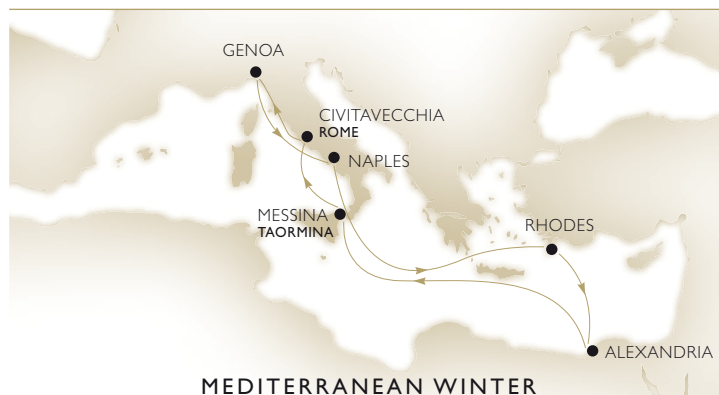 GENOA
CIVITAVECCHIA
ROME
NAPLES
MESSINA
TAORMINA
RHODES
ALEXANDRIA
MEDITERRANEAN WINTER